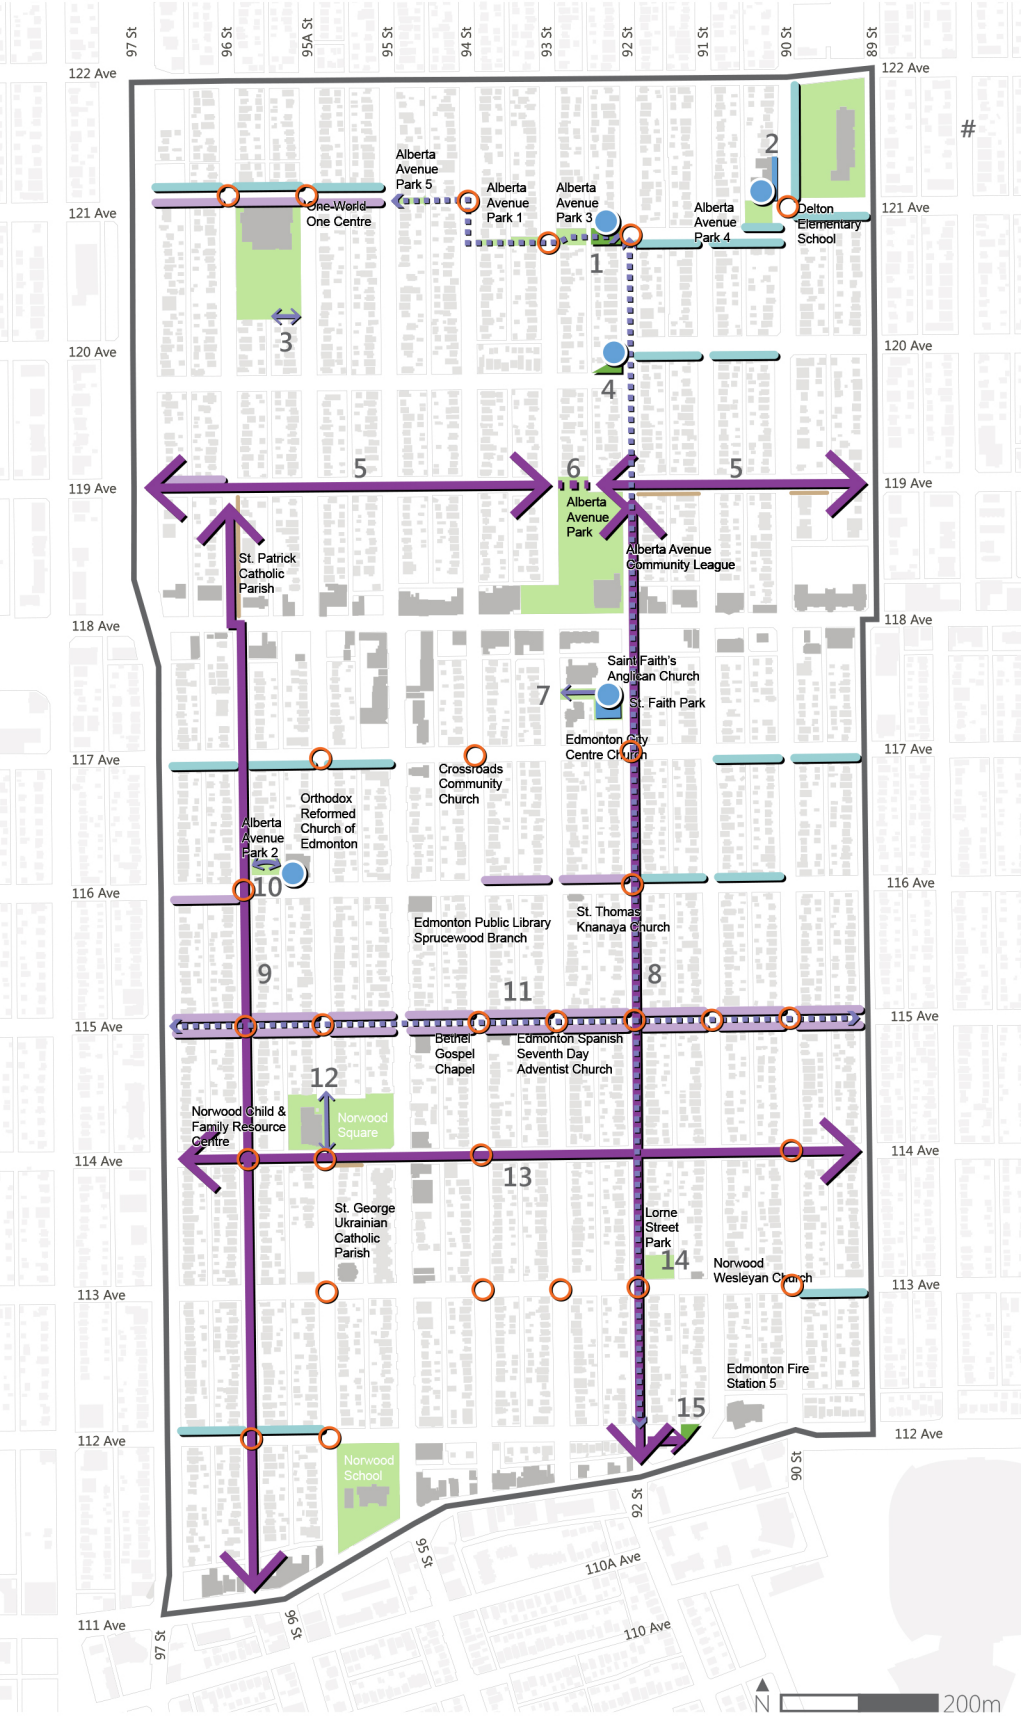 97 St
96 St
95A St
95 St
94 St
93 St
92 St
91 St
90 St
89 St
122 Ave
122 Ave
#
2
Alberta
Avenue
Park 5
Alberta
Avenue
Park 1
Alberta
Avenue
Park 3
Alberta
Avenue
Park 4
Delton
Elementary
School
One World
One Centre
121 Ave
121 Ave
1
3
120 Ave
120 Ave
4
5
6
5
119 Ave
119 Ave
Alberta
Avenue
Park
Alberta Avenue
Community League
St. Patrick
Catholic
Parish
118 Ave
118 Ave
Saint Faith's
Anglican Church
7
St. Faith Park
Edmonton City
Centre Church
117 Ave
117 Ave
Crossroads
Community
Church
Orthodox
Reformed
Church of
Edmonton
Alberta
Avenue
Park 2
10
116 Ave
116 Ave
Edmonton Public Library
Sprucewood Branch
St. Thomas
Knanaya Church
9
8
11
115 Ave
115 Ave
Bethel
Gospel
Chapel
Edmonton Spanish
Seventh Day
Adventist Church
12
Norwood Child &
Family Resource
Centre
Norwood
Square
114 Ave
114 Ave
13
St. George
Ukrainian
Catholic
Parish
Lorne
Street
Park
14
Norwood
Wesleyan Church
113 Ave
113 Ave
Edmonton Fire
Station 5
15
112 Ave
112 Ave
Norwood
School
90 St
92 St
95 St
110A Ave
96 St
97 St
111 Ave
110 Ave
N
200m